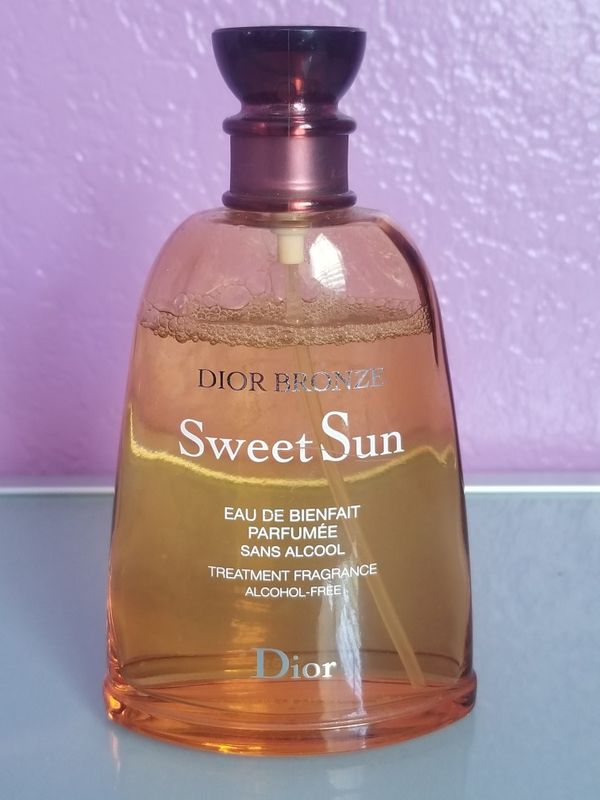 DIOR BRONZE
Sweet Sun
EAU DE BIENFAIT
PARFUMÉE
SANS ALCOOL
TREATMENT FRAGRANCE
ALCOHOL-FREE
Dior